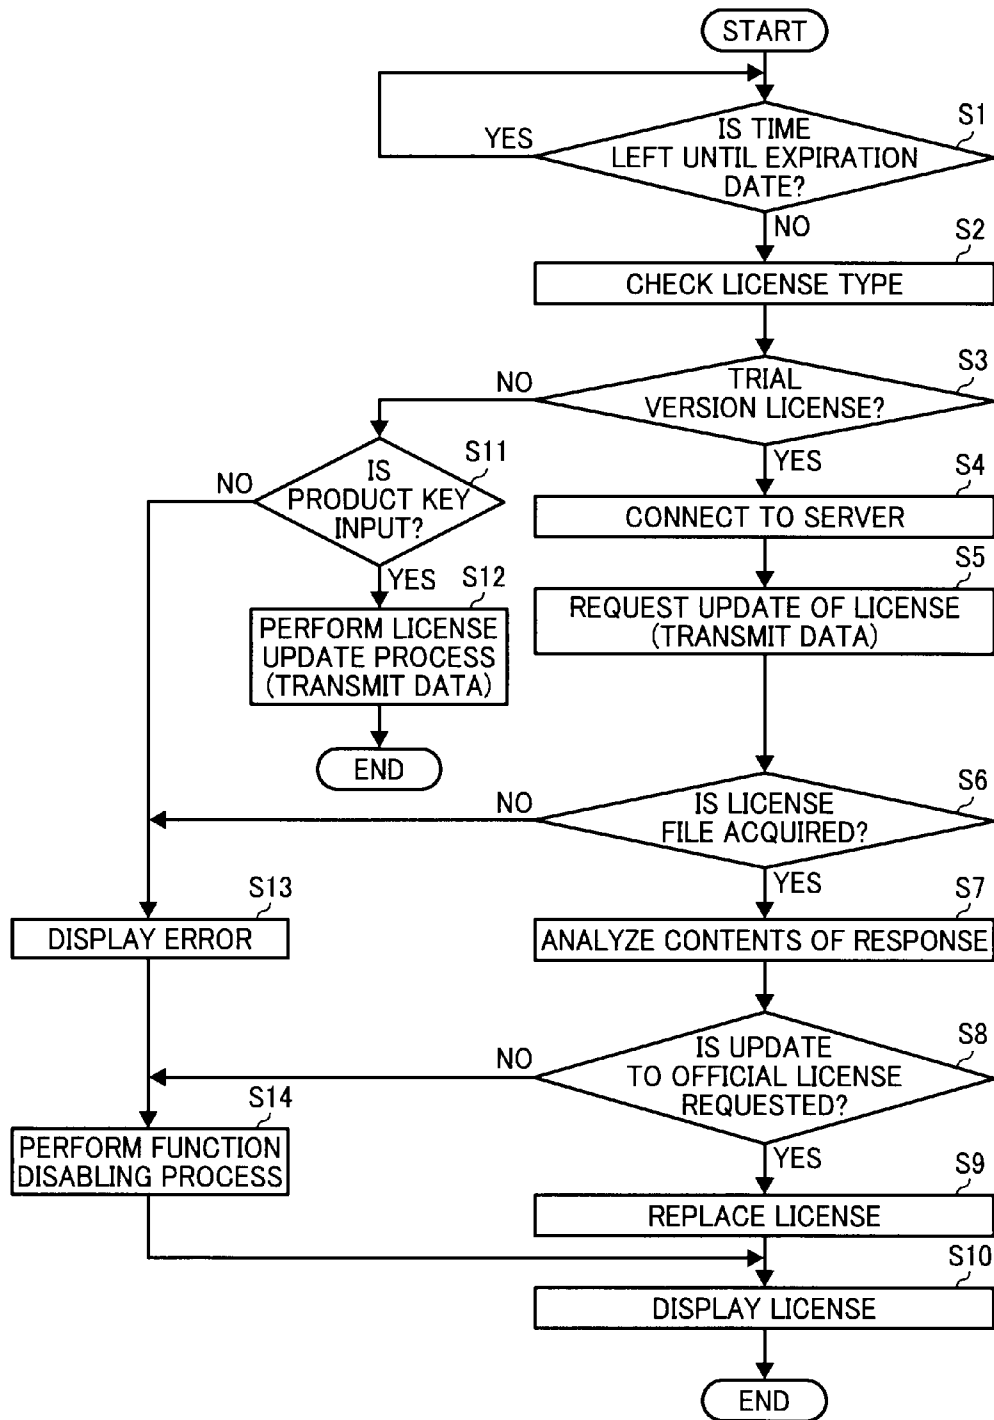 START
S1
IS TIME
LEFT UNTIL EXPIRATION
DATE?
YES
NO
S2
CHECK LICENSE TYPE
S3
TRIAL
VERSION LICENSE?
NO
YES
S11
IS
PRODUCT KEY
INPUT?
NO
YES
S4
CONNECT TO SERVER
S5
REQUEST UPDATE OF LICENSE
(TRANSMIT DATA)
S12
PERFORM LICENSE
UPDATE PROCESS
(TRANSMIT DATA)
END
S6
IS LICENSE
FILE ACQUIRED?
NO
YES
S13
DISPLAY ERROR
S7
ANALYZE CONTENTS OF RESPONSE
S8
IS UPDATE
TO OFFICIAL LICENSE
REQUESTED?
NO
YES
S14
PERFORM FUNCTION
DISABLING PROCESS
S9
REPLACE LICENSE
S10
DISPLAY LICENSE
END